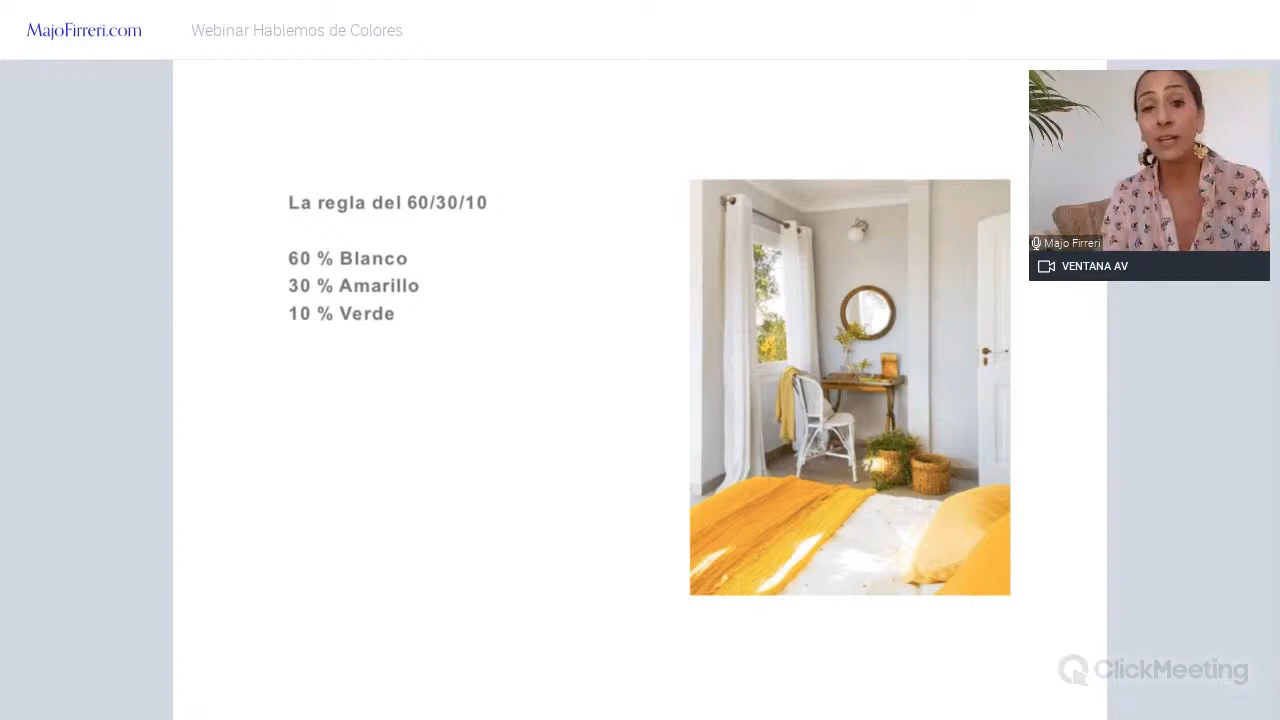 MajoFirreri.com
Webinar Hablemos de Colores
La regla del 60/30/10
60 % Blanco
30 % Amarillo
10 % Verde
Majo Firreri
VENTANA AV
ClickMeeting